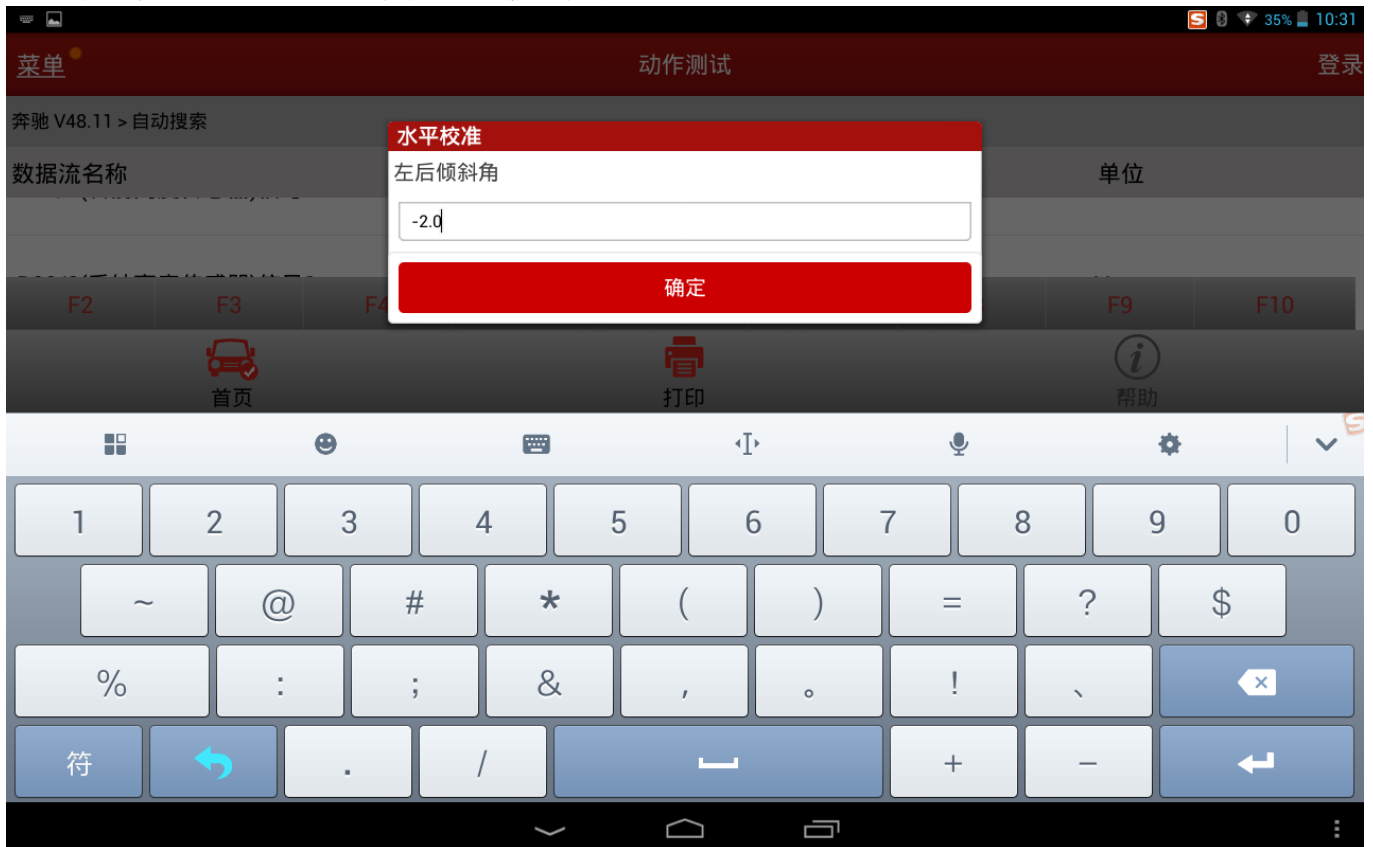 35% 10:31
菜单 动作测试 登录
奔驰 V48.11 > 自动搜索
水平校准
数据流名称 左后倾斜角 单位
-2.0
确定
F2 F3 F4 F9 F10
首页 打印 帮助
1 2 3 4 5 6 7 8 9 0
~ @ # * ( ) = ? $
% : ; & , 。 ! 、
符 . / + −